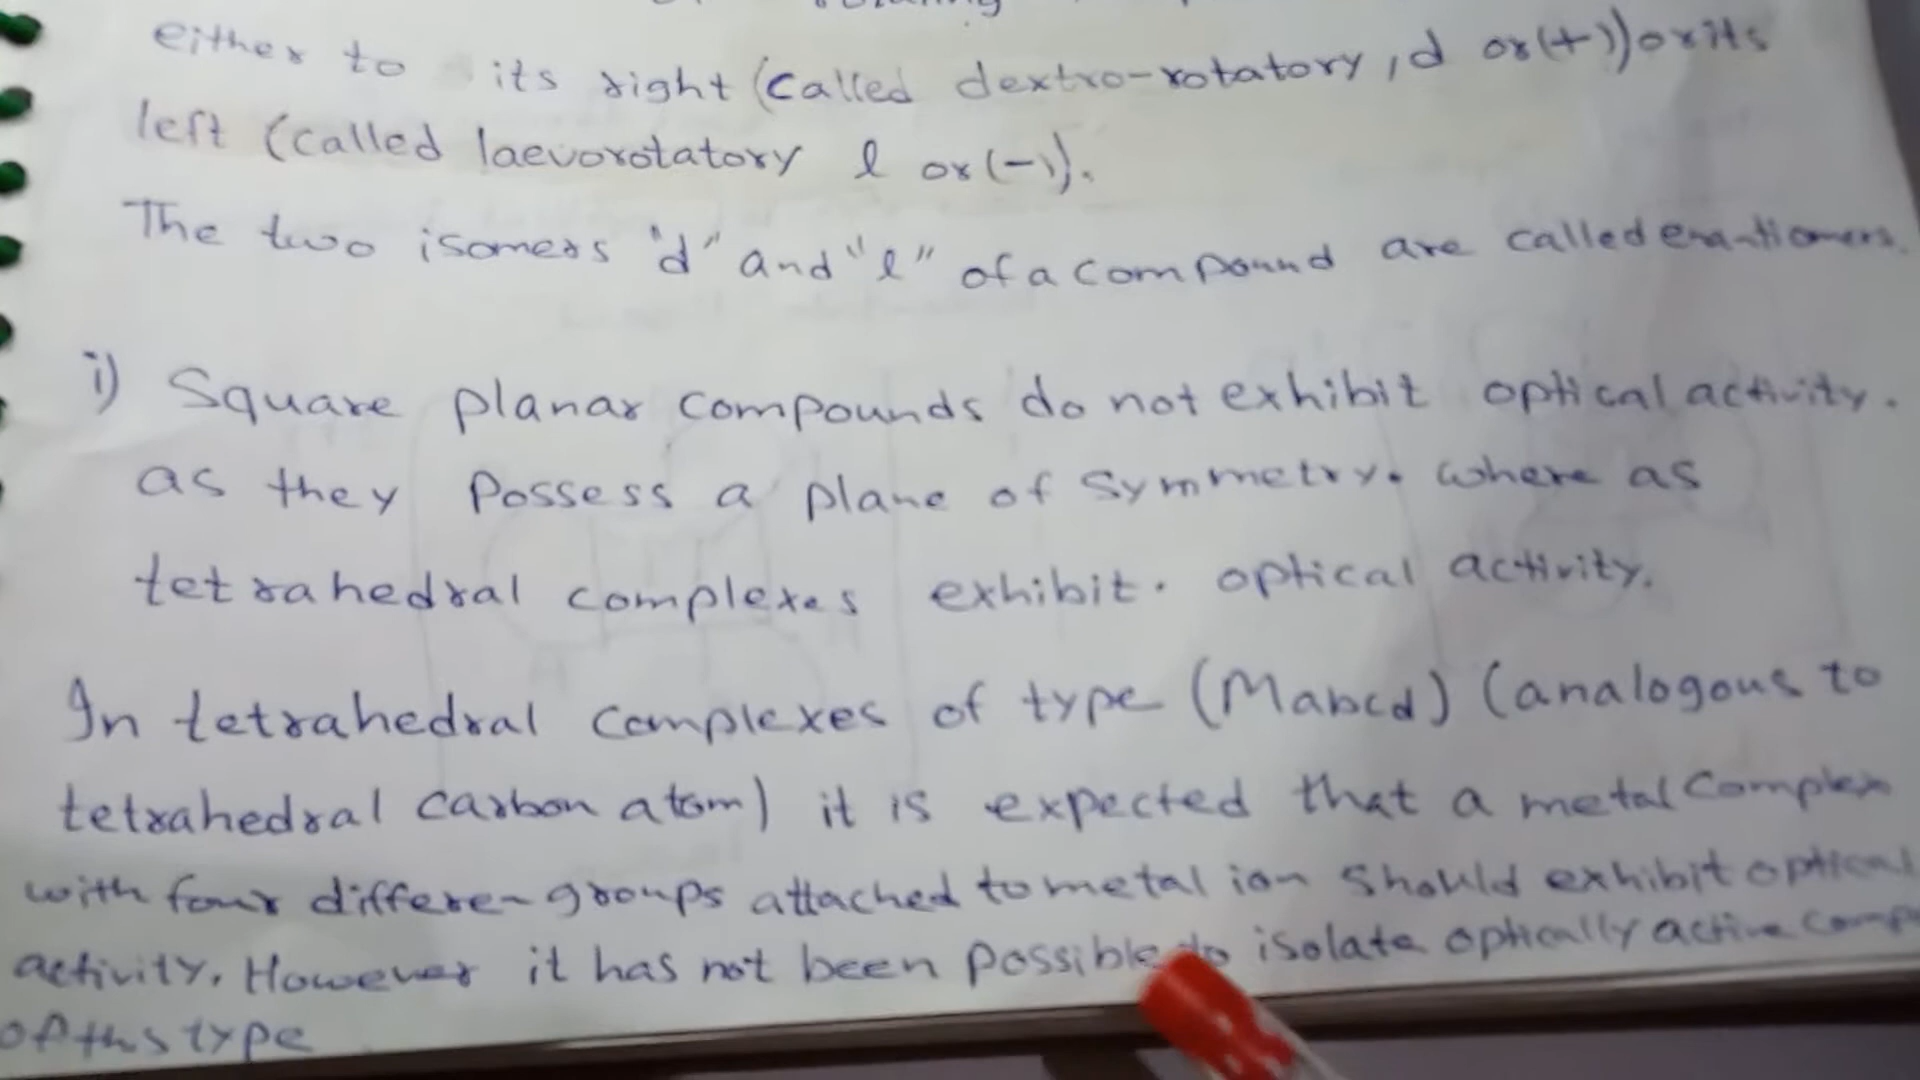 either to its right (called dextro-rotatory, d or (+)) or its
left (called laevorotatory l or (-)).
The two isomers "d" and "l" of a compound are called enantiomers.
i) Square planar compounds do not exhibit optical activity.
as they possess a plane of symmetry. where as
tetrahedral complexes exhibit. optical activity.
In tetrahedral complexes of type (Mabcd) (analogous to
tetrahedral carbon atom) it is expected that a metal complex
with four differen groups attached to metal ion should exhibit optical
activity. However it has not been possible to isolate optically active comp
of ths type